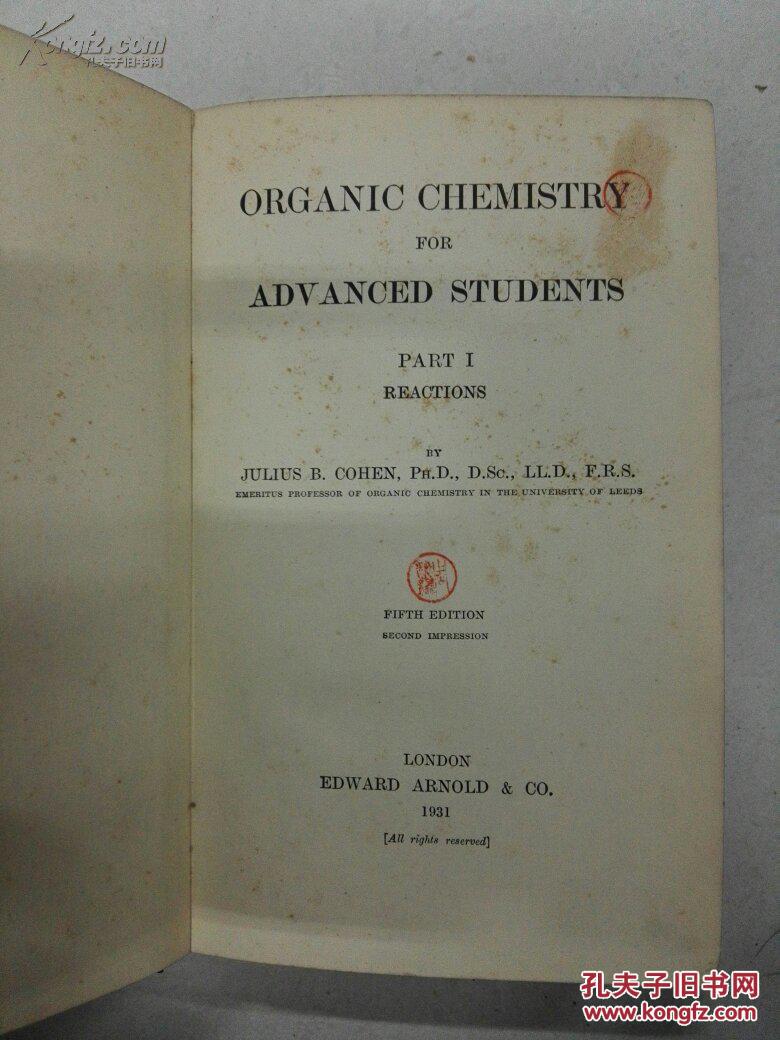 Kongfz.com
孔夫子旧书网
ORGANIC CHEMISTRY
FOR
ADVANCED STUDENTS
PART I
REACTIONS
BY
JULIUS B. COHEN, PH.D., D.SC., LL.D., F.R.S.
EMERITUS PROFESSOR OF ORGANIC CHEMISTRY IN THE UNIVERSITY OF LEEDS
FIFTH EDITION
SECOND IMPRESSION
LONDON
EDWARD ARNOLD & CO.
1931
[All rights reserved]
孔夫子旧书网
www.kongfz.com